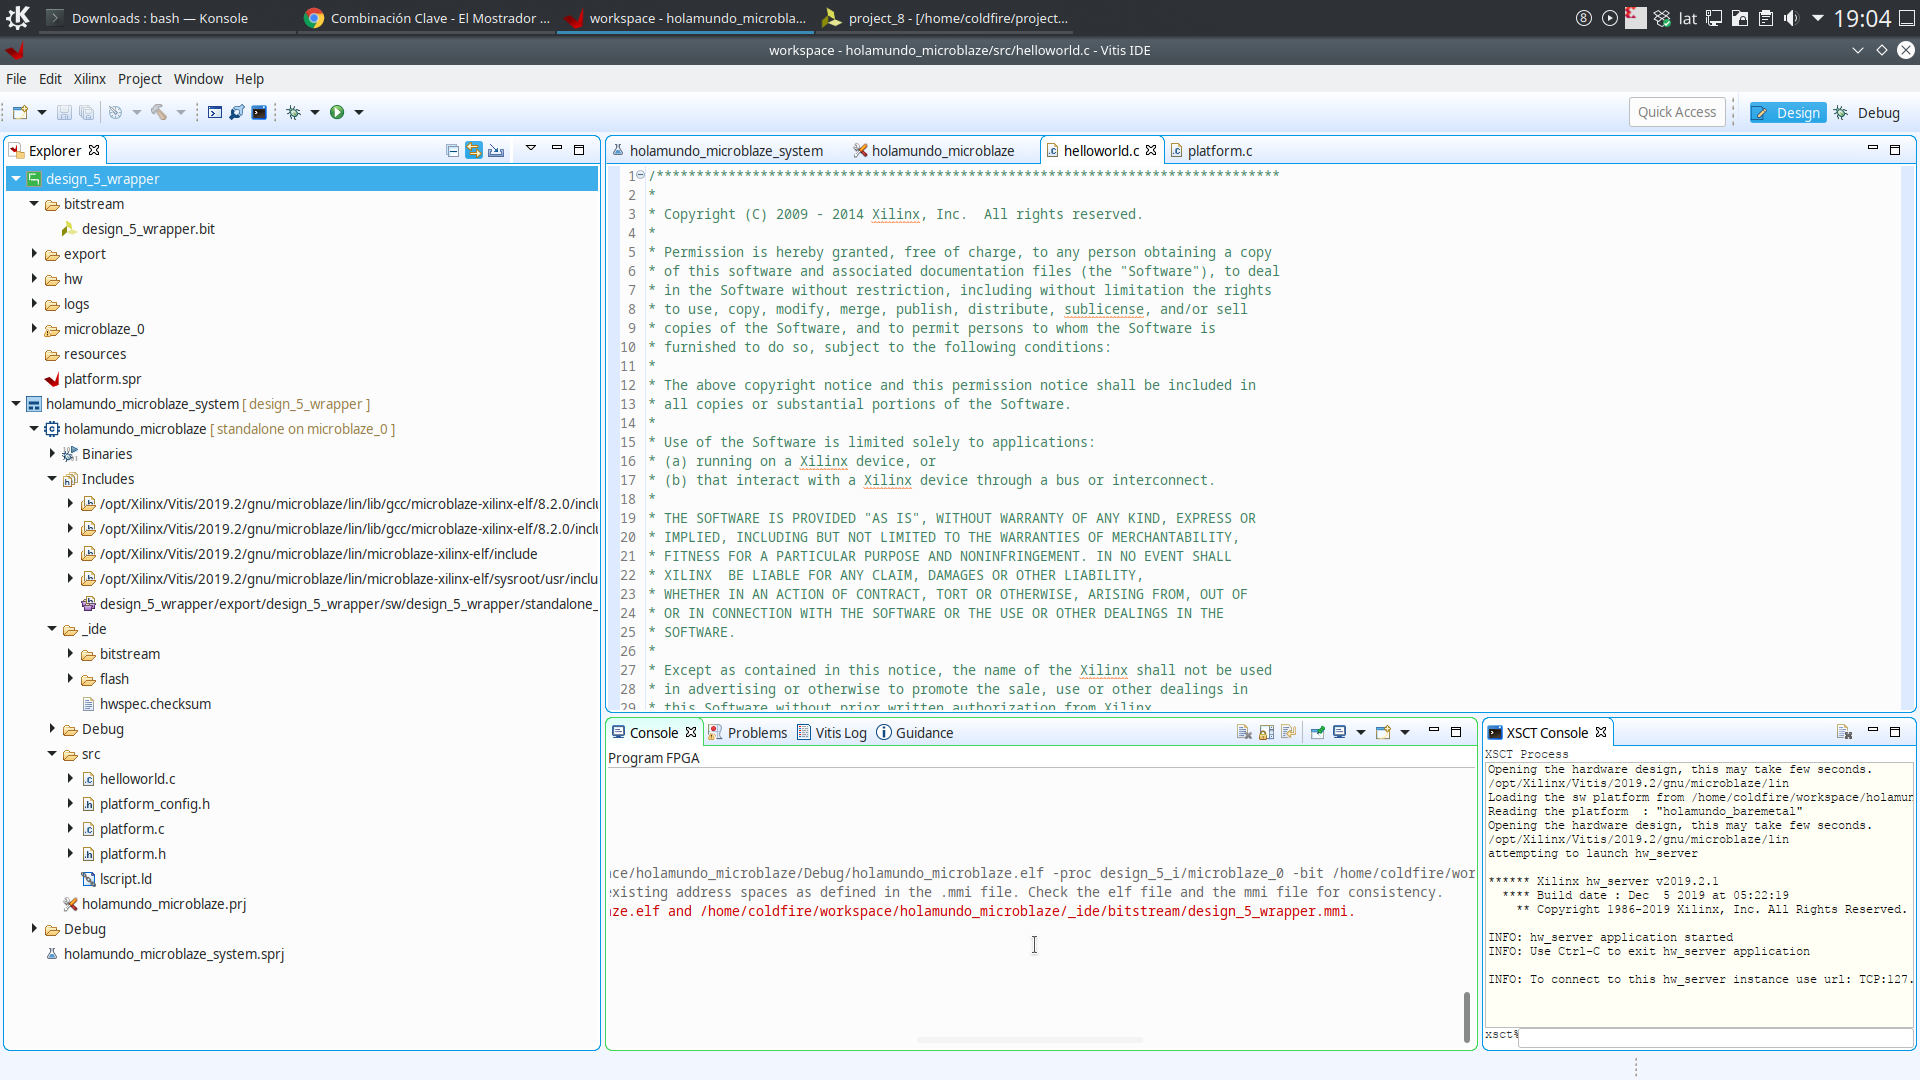 Downloads : bash — Konsole
Combinación Clave - El Mostrador ...
workspace - holamundo_microbla...
project_8 - [/home/coldfire/project...
8
lat
19:04
workspace - holamundo_microblaze/src/helloworld.c - Vitis IDE
File Edit Xilinx Project Window Help
Quick Access
Design
Debug
Explorer
design_5_wrapper
bitstream
design_5_wrapper.bit
export
hw
logs
microblaze_0
resources
platform.spr
holamundo_microblaze_system [ design_5_wrapper ]
holamundo_microblaze [ standalone on microblaze_0 ]
Binaries
Includes
/opt/Xilinx/Vitis/2019.2/gnu/microblaze/lin/lib/gcc/microblaze-xilinx-elf/8.2.0/inclu
/opt/Xilinx/Vitis/2019.2/gnu/microblaze/lin/lib/gcc/microblaze-xilinx-elf/8.2.0/inclu
/opt/Xilinx/Vitis/2019.2/gnu/microblaze/lin/microblaze-xilinx-elf/include
/opt/Xilinx/Vitis/2019.2/gnu/microblaze/lin/microblaze-xilinx-elf/sysroot/usr/inclu
design_5_wrapper/export/design_5_wrapper/sw/design_5_wrapper/standalone_
_ide
bitstream
flash
hwspec.checksum
Debug
src
helloworld.c
platform_config.h
platform.c
platform.h
lscript.ld
holamundo_microblaze.prj
Debug
holamundo_microblaze_system.sprj
holamundo_microblaze_system
holamundo_microblaze
helloworld.c
platform.c
1 /******************************************************************************
2 *
3 * Copyright (C) 2009 - 2014 Xilinx, Inc.  All rights reserved.
4 *
5 * Permission is hereby granted, free of charge, to any person obtaining a copy
6 * of this software and associated documentation files (the "Software"), to deal
7 * in the Software without restriction, including without limitation the rights
8 * to use, copy, modify, merge, publish, distribute, sublicense, and/or sell
9 * copies of the Software, and to permit persons to whom the Software is
10 * furnished to do so, subject to the following conditions:
11 *
12 * The above copyright notice and this permission notice shall be included in
13 * all copies or substantial portions of the Software.
14 *
15 * Use of the Software is limited solely to applications:
16 * (a) running on a Xilinx device, or
17 * (b) that interact with a Xilinx device through a bus or interconnect.
18 *
19 * THE SOFTWARE IS PROVIDED "AS IS", WITHOUT WARRANTY OF ANY KIND, EXPRESS OR
20 * IMPLIED, INCLUDING BUT NOT LIMITED TO THE WARRANTIES OF MERCHANTABILITY,
21 * FITNESS FOR A PARTICULAR PURPOSE AND NONINFRINGEMENT. IN NO EVENT SHALL
22 * XILINX  BE LIABLE FOR ANY CLAIM, DAMAGES OR OTHER LIABILITY,
23 * WHETHER IN AN ACTION OF CONTRACT, TORT OR OTHERWISE, ARISING FROM, OUT OF
24 * OR IN CONNECTION WITH THE SOFTWARE OR THE USE OR OTHER DEALINGS IN THE
25 * SOFTWARE.
26 *
27 * Except as contained in this notice, the name of the Xilinx shall not be used
28 * in advertising or otherwise to promote the sale, use or other dealings in
29 * this Software without prior written authorization from Xilinx.
Console
Problems
Vitis Log
Guidance
Program FPGA
ace/holamundo_microblaze/Debug/holamundo_microblaze.elf -proc design_5_i/microblaze_0 -bit /home/coldfire/wor
existing address spaces as defined in the .mmi file. Check the elf file and the mmi file for consistency.
aze.elf and /home/coldfire/workspace/holamundo_microblaze/_ide/bitstream/design_5_wrapper.mmi.
XSCT Console
XSCT Process
Opening the hardware design, this may take few seconds.
/opt/Xilinx/Vitis/2019.2/gnu/microblaze/lin
Loading the sw platform from /home/coldfire/workspace/holamun
Reading the platform  : "holamundo_baremetal"
Opening the hardware design, this may take few seconds.
/opt/Xilinx/Vitis/2019.2/gnu/microblaze/lin
attempting to launch hw_server
****** Xilinx hw_server v2019.2.1
**** Build date : Dec  5 2019 at 05:22:19
** Copyright 1986-2019 Xilinx, Inc. All Rights Reserved.
INFO: hw_server application started
INFO: Use Ctrl-C to exit hw_server application
INFO: To connect to this hw_server instance use url: TCP:127.
xsct%